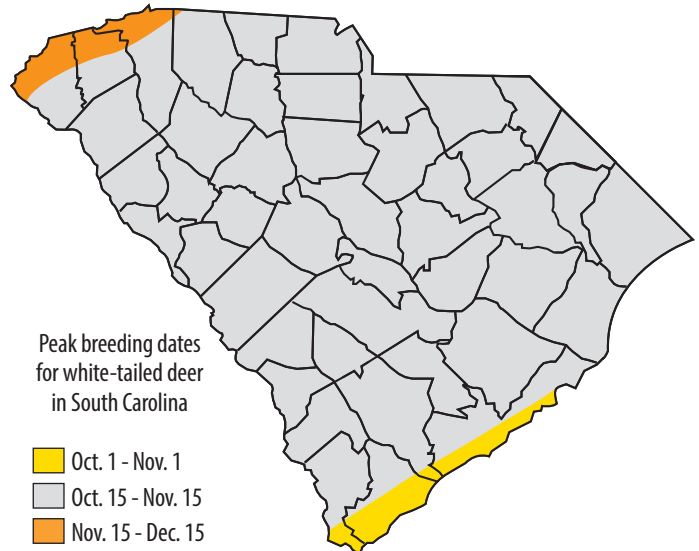 Peak breeding dates
for white-tailed deer
in South Carolina
Oct. 1 - Nov. 1
Oct. 15 - Nov. 15
Nov. 15 - Dec. 15